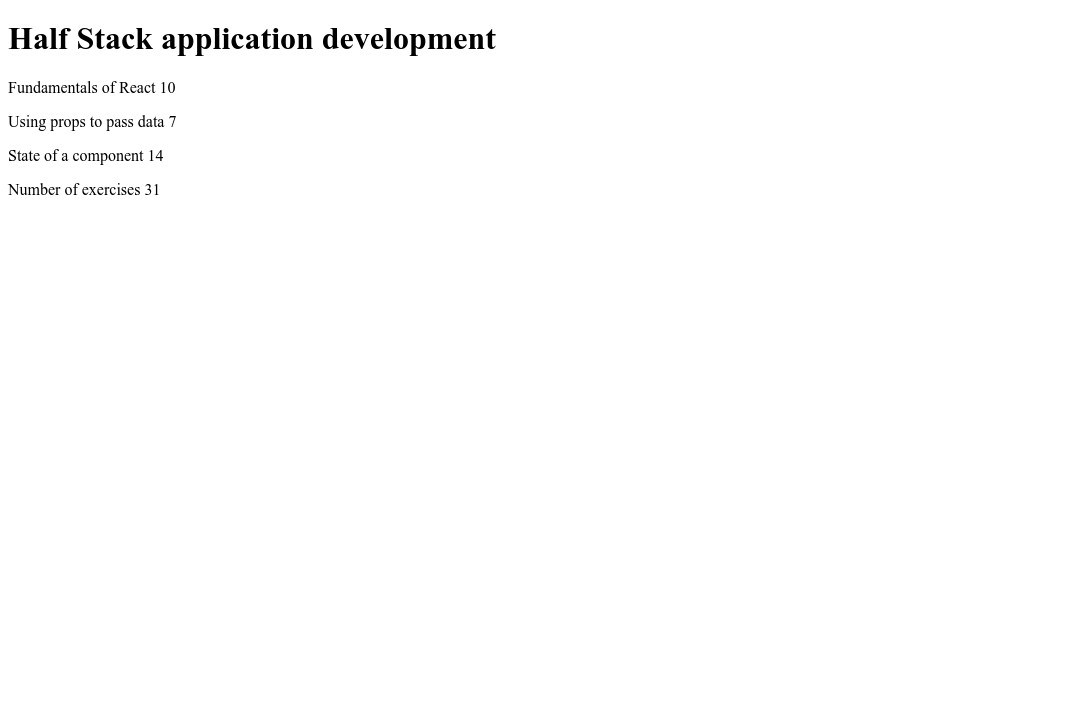 Half Stack application development
Fundamentals of React 10
Using props to pass data 7
State of a component 14
Number of exercises 31